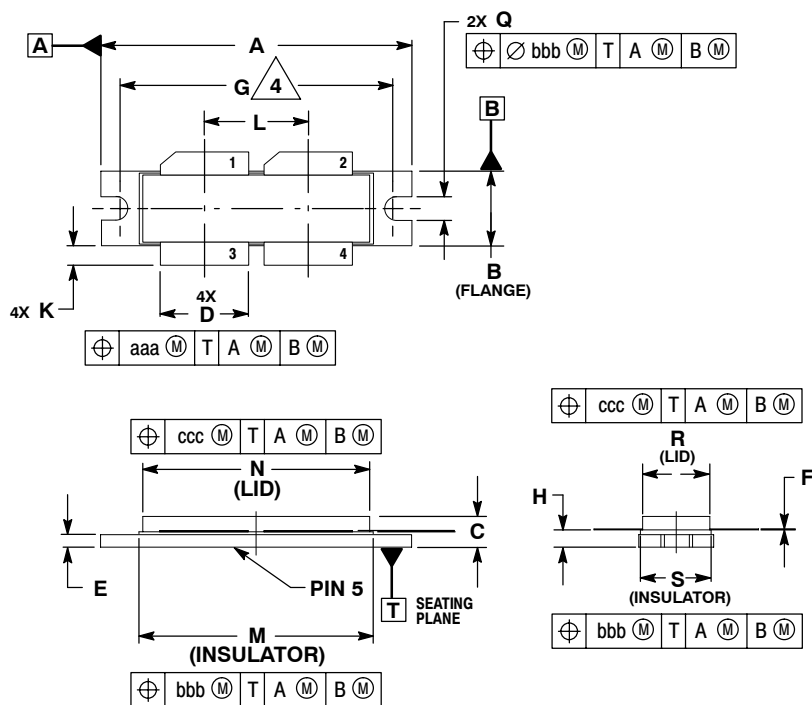 A
A
2X Q
⌖ ∅ bbb Ⓜ T A Ⓜ B Ⓜ
G 4
L
B
1 2
3 4
B
(FLANGE)
4X K
4X
D
⌖ aaa Ⓜ T A Ⓜ B Ⓜ
⌖ ccc Ⓜ T A Ⓜ B Ⓜ
N
(LID)
C
E
PIN 5
T SEATING
PLANE
M
(INSULATOR)
⌖ bbb Ⓜ T A Ⓜ B Ⓜ
⌖ ccc Ⓜ T A Ⓜ B Ⓜ
R
(LID)
F
H
S
(INSULATOR)
⌖ bbb Ⓜ T A Ⓜ B Ⓜ